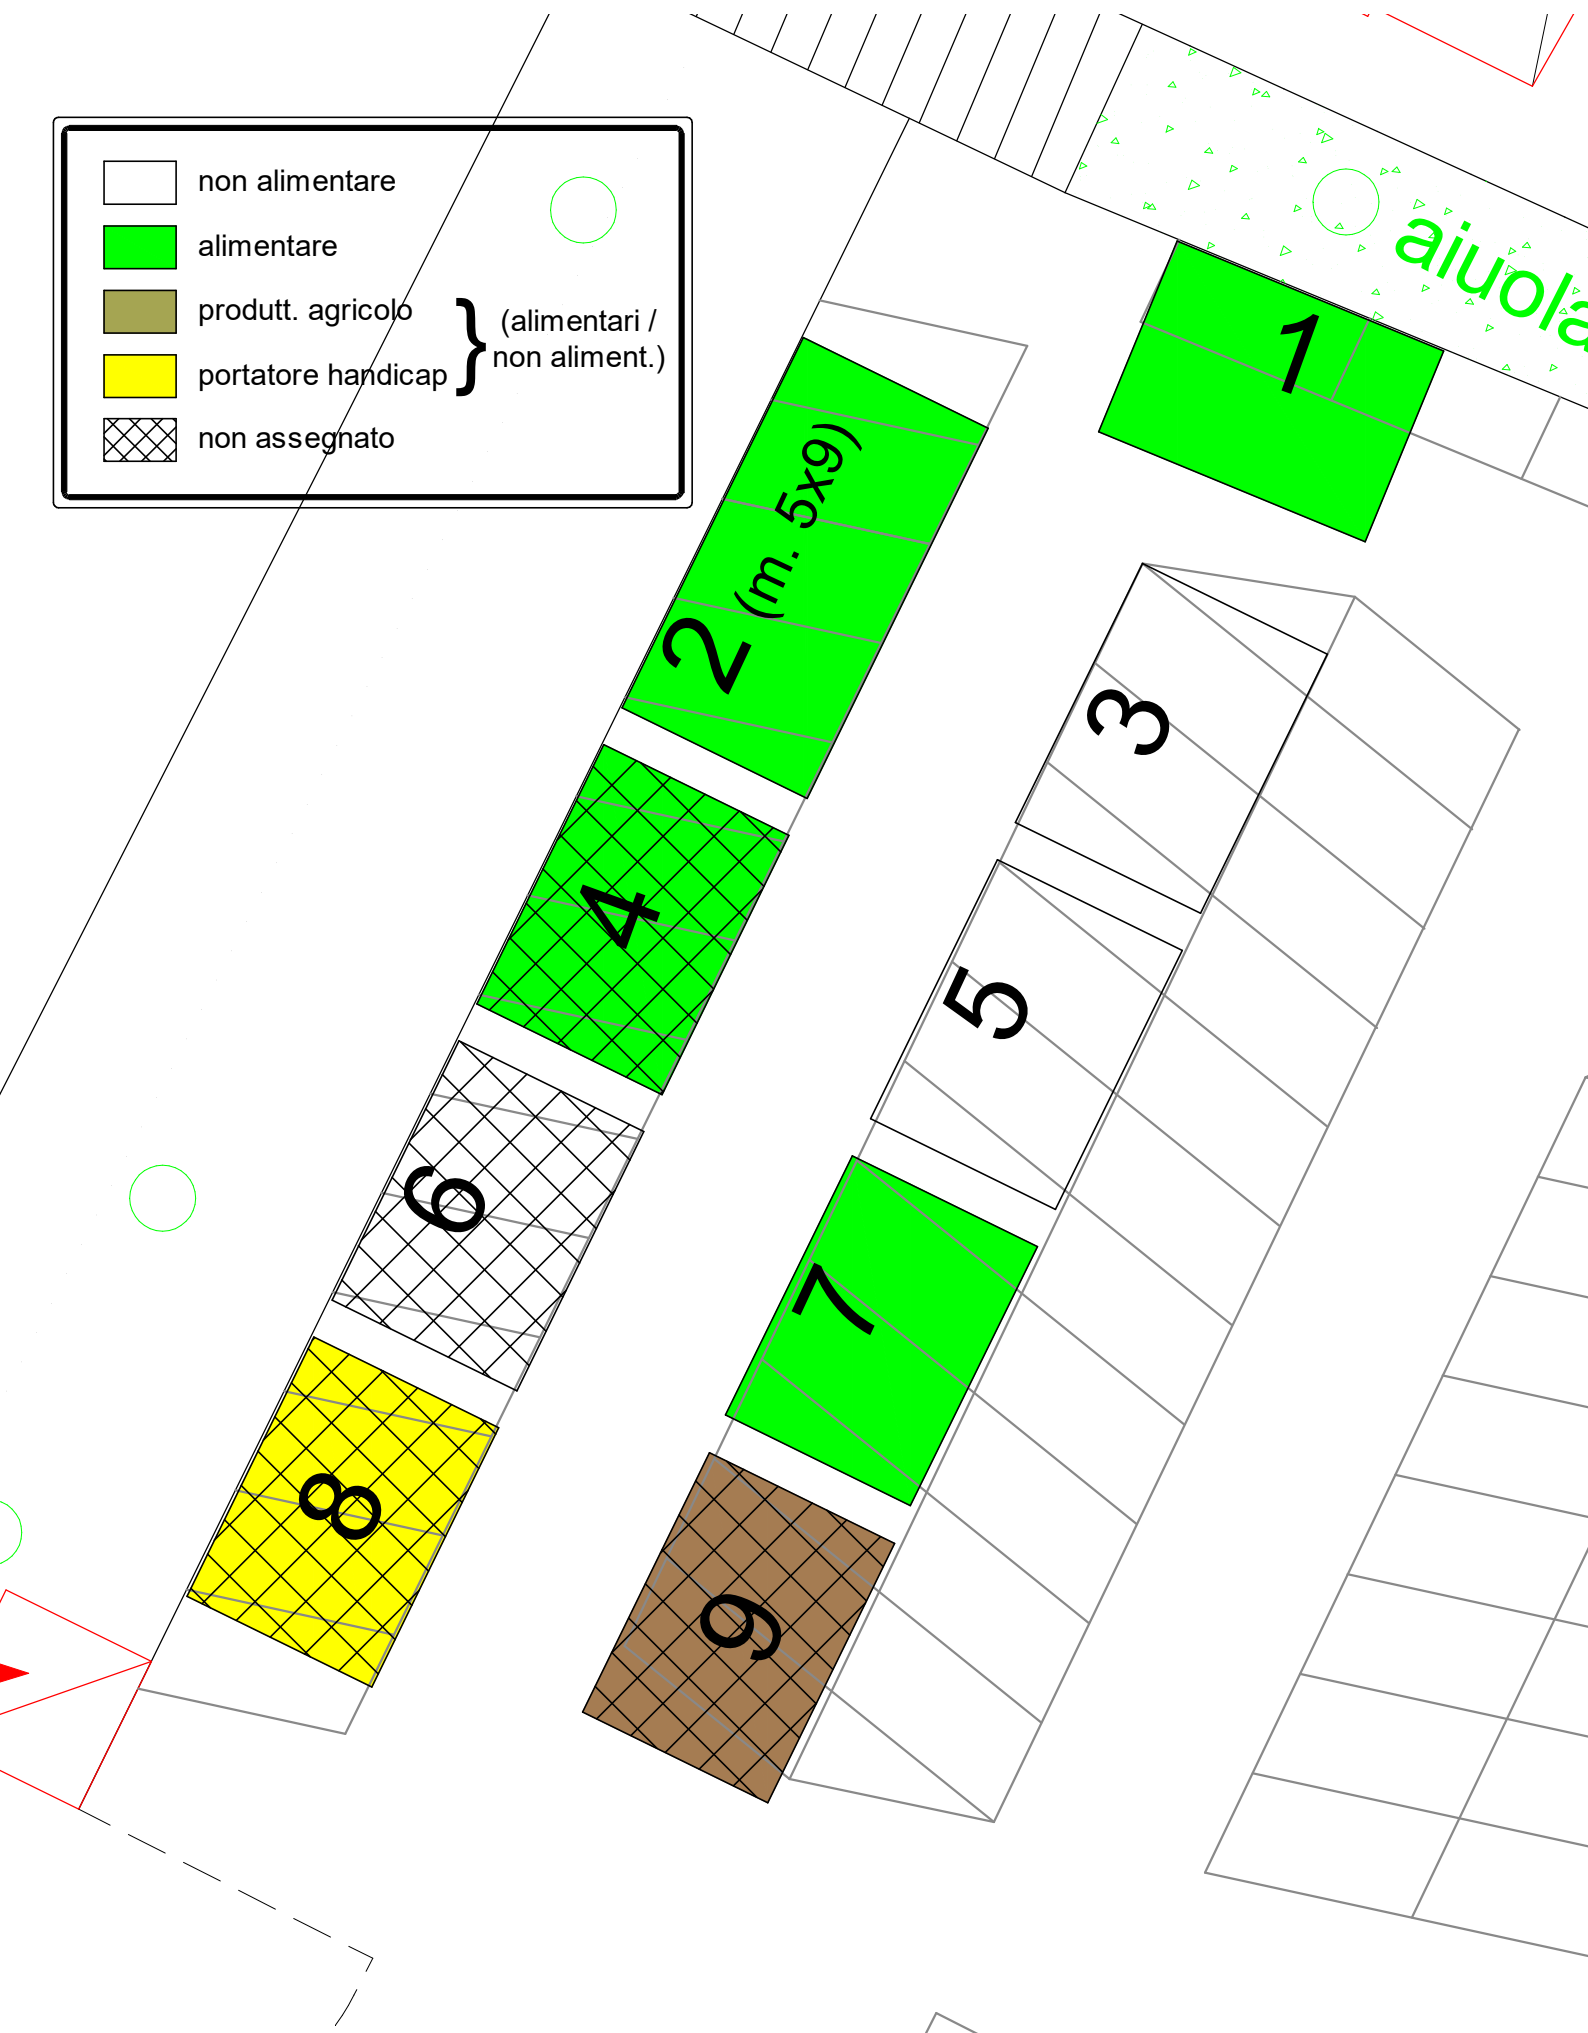 non alimentare
alimentare
produtt. agricolo
portatore handicap
} (alimentari /
non aliment.)
non assegnato
aiuola
1
2 (m. 5x9)
3
4
5
6
7
8
9